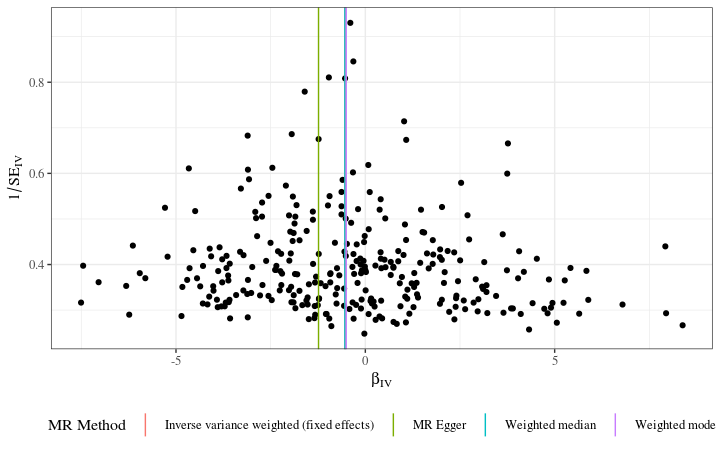 0.8
0.6
0.4
1/SE_IV
-5 0 5
β_IV
MR Method Inverse variance weighted (fixed effects) MR Egger Weighted median Weighted mode